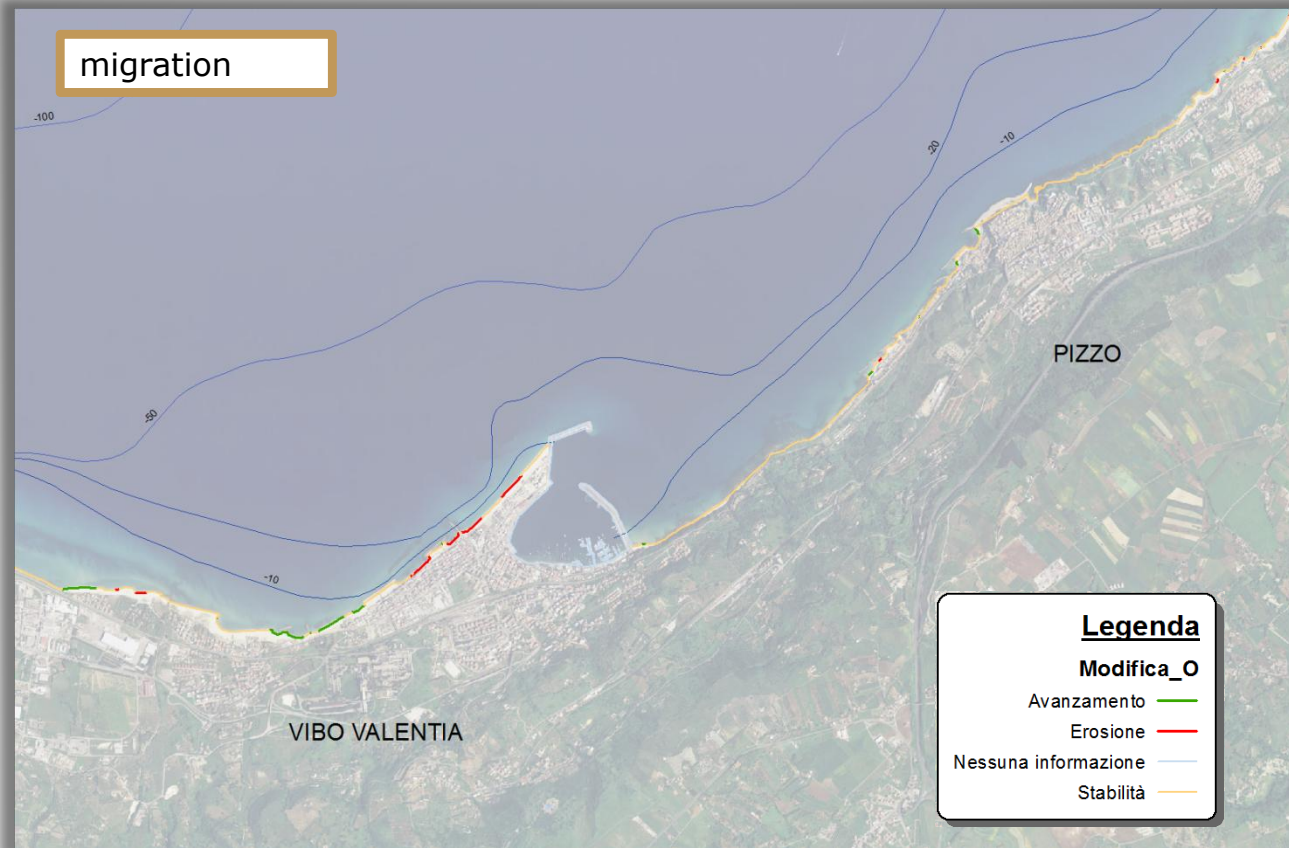 migration
-100
-20
-10
PIZZO
-50
-10
VIBO VALENTIA
Legenda
Modifica_O
Avanzamento
Erosione
Nessuna informazione
Stabilità